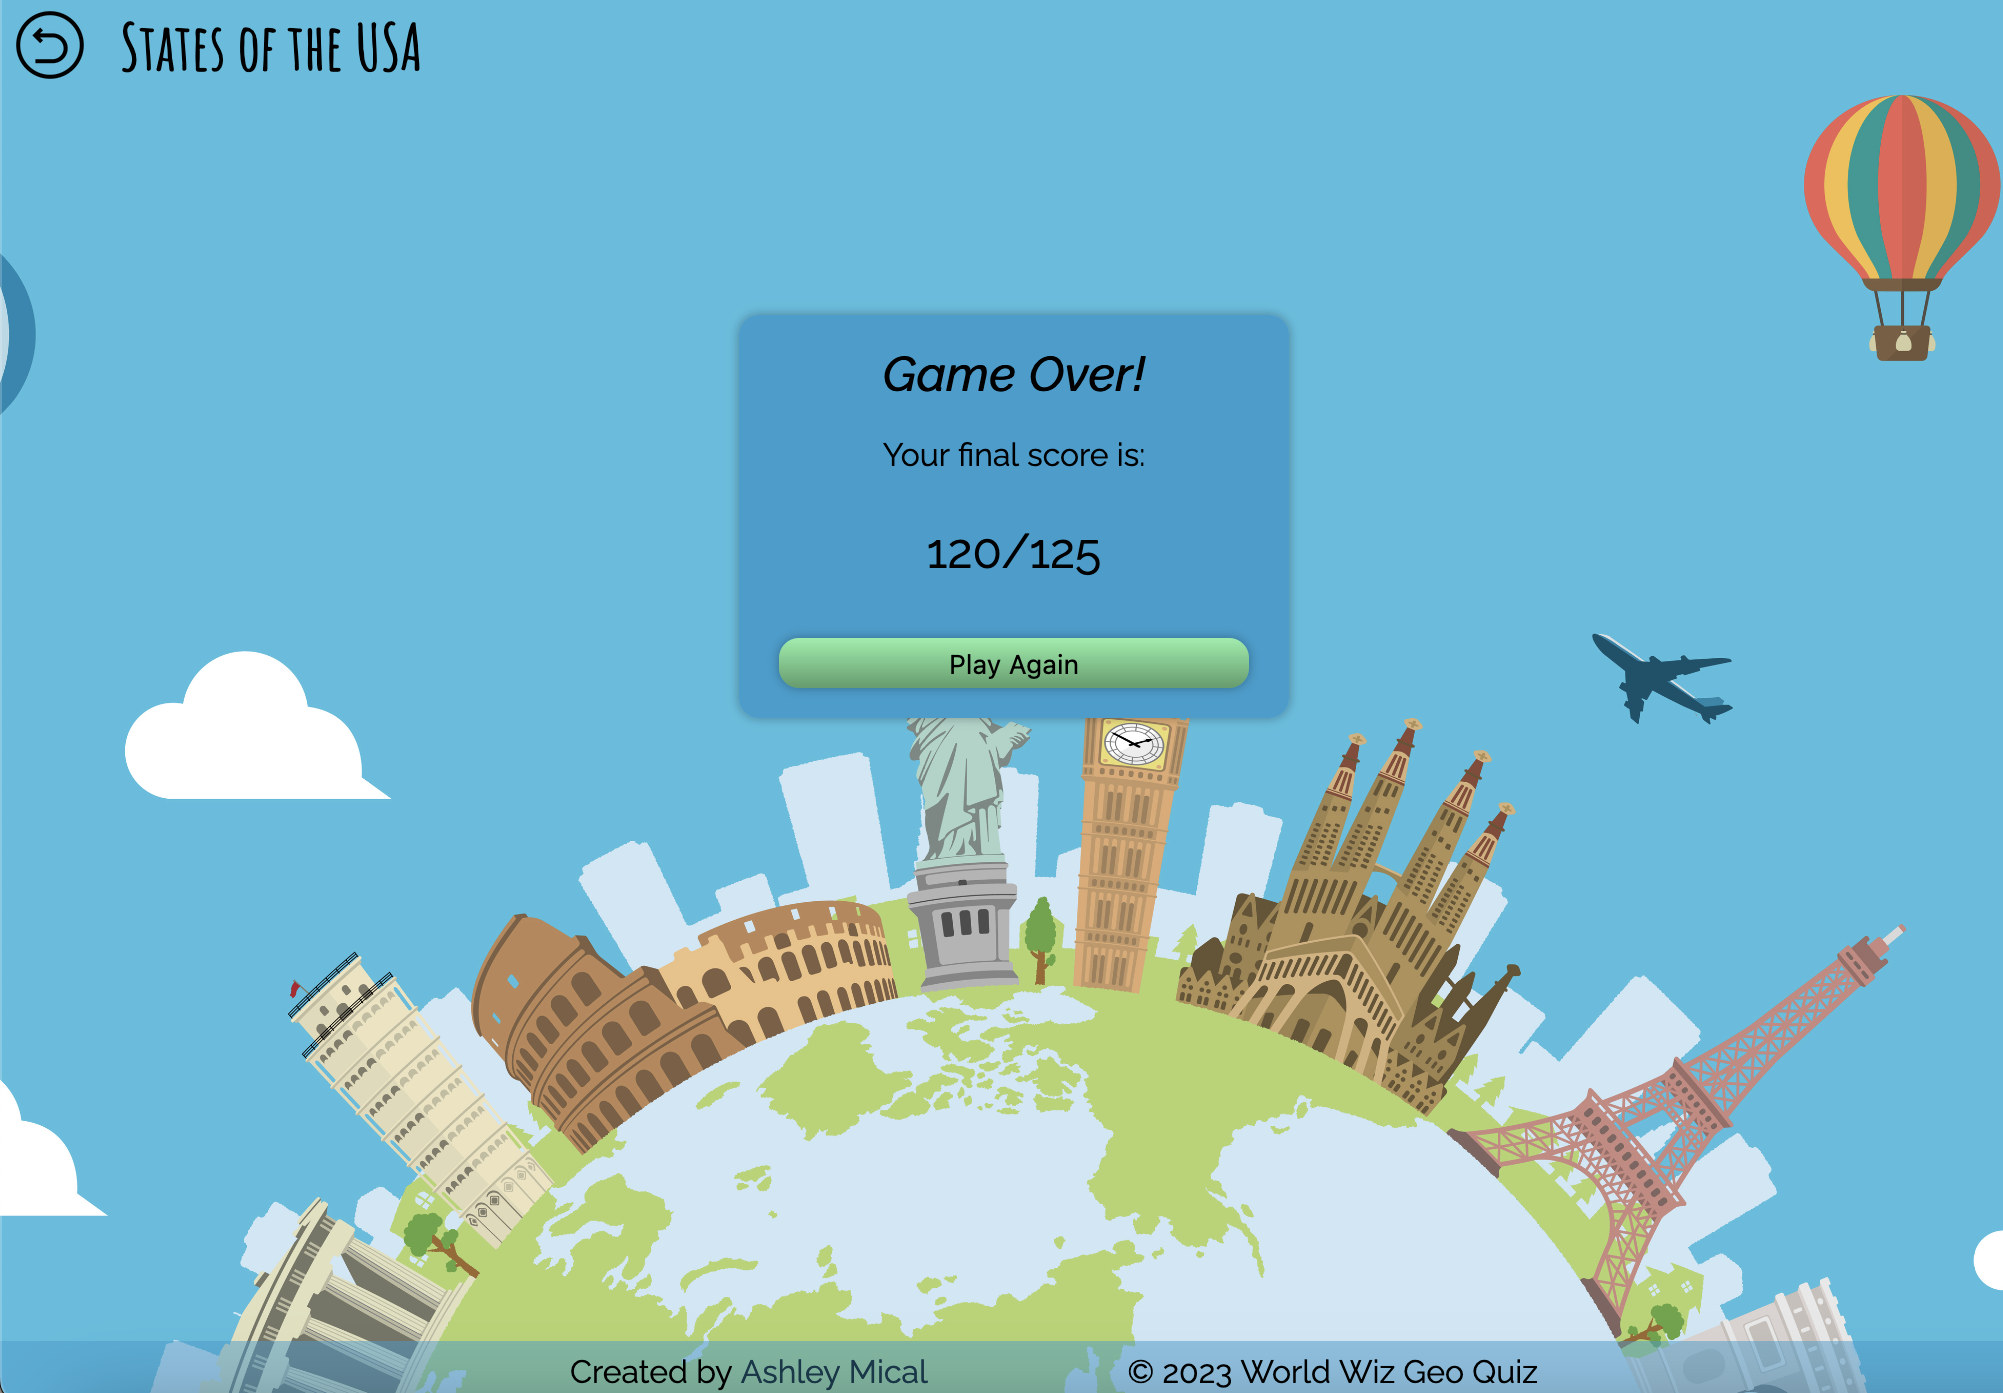 States of the USA
Game Over!
Your final score is:
120/125
Play Again
Created by Ashley Mical
© 2023 World Wiz Geo Quiz